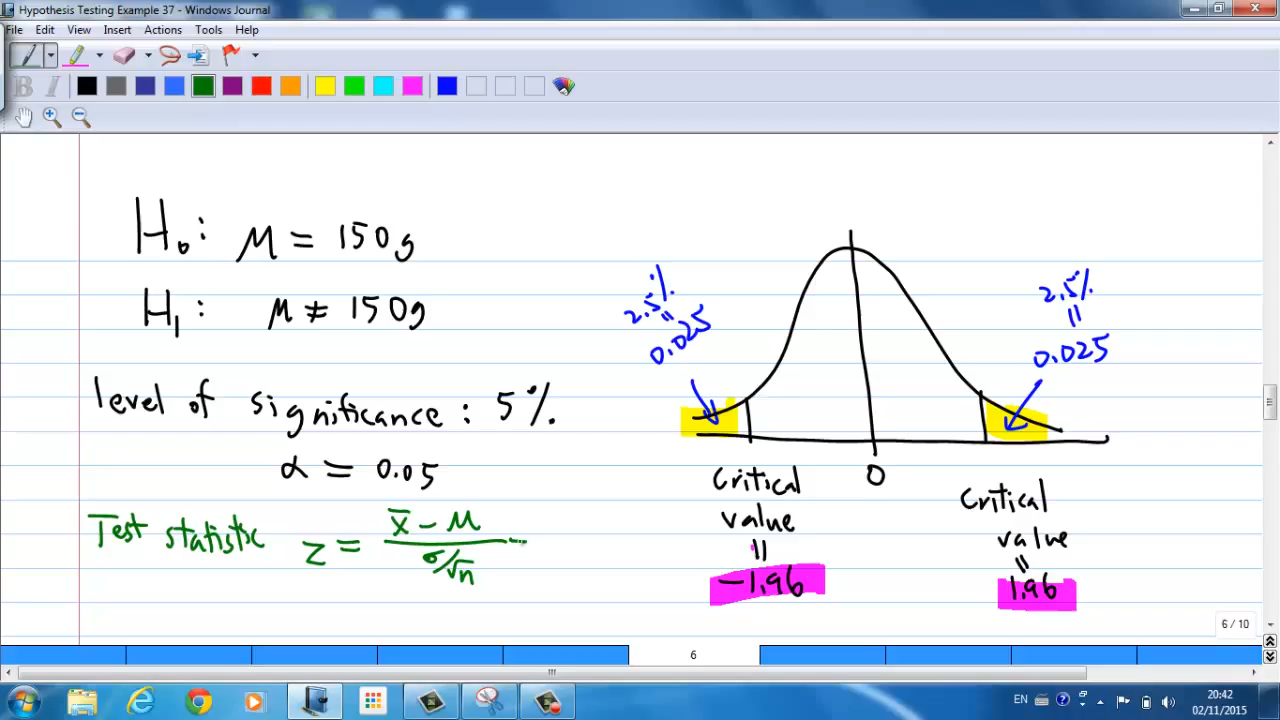 Hypothesis Testing Example 37 - Windows Journal
File Edit View Insert Actions Tools Help
B I
H₀: μ = 150g
H₁: μ ≠ 150g
level of significance: 5%
α = 0.05
Test statistic z = x̄ - μ / σ/√n
2.5%
=
0.025
2.5%
=
0.025
Critical
value
=
-1.96
0
Critical
value
=
1.96
6 / 10
6
EN
20:42
02/11/2015